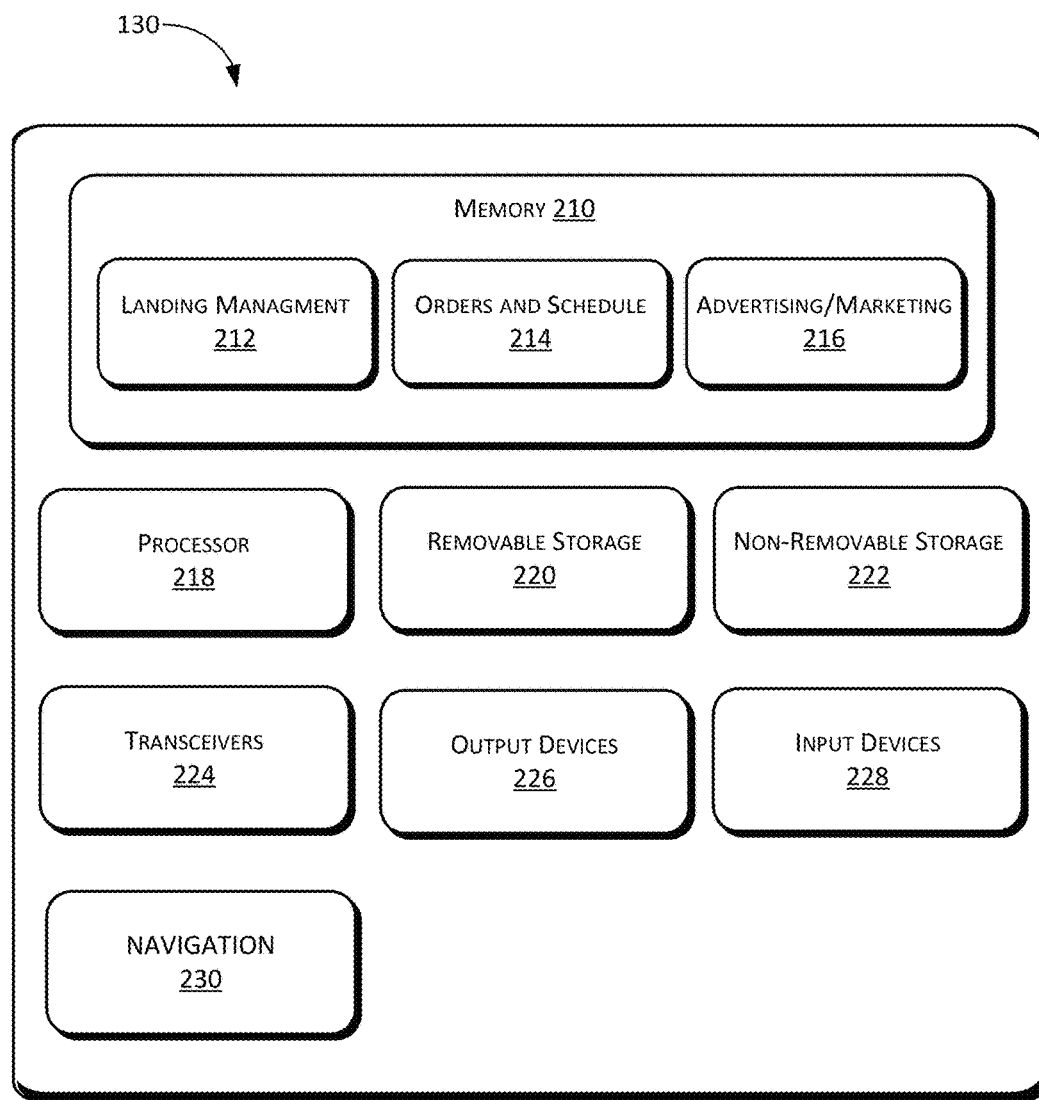 130
MEMORY 210
LANDING MANAGMENT
212
ORDERS AND SCHEDULE
214
ADVERTISING/MARKETING
216
PROCESSOR
218
REMOVABLE STORAGE
220
NON-REMOVABLE STORAGE
222
TRANSCEIVERS
224
OUTPUT DEVICES
226
INPUT DEVICES
228
NAVIGATION
230